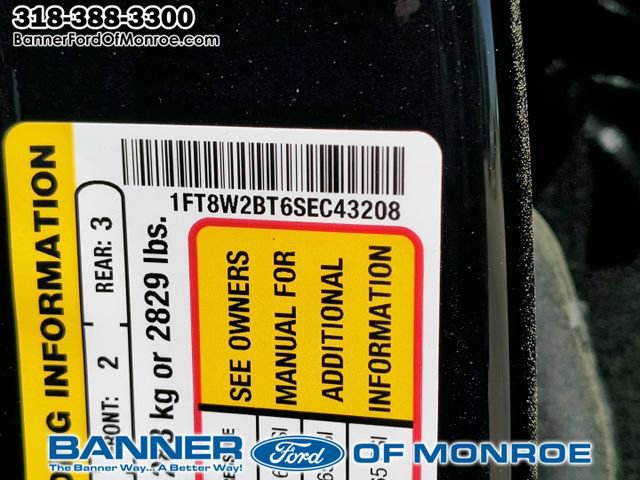 318-388-3300
BannerFordOfMonroe.com
1FT8W2BT6SEC43208
G INFORMATION
REAR: 3
RONT: 2
kg or 2829 lbs.
SEE OWNERS
MANUAL FOR
ADDITIONAL
INFORMATION
BANNER Ford OF MONROE
The Banner Way... A Better Way!